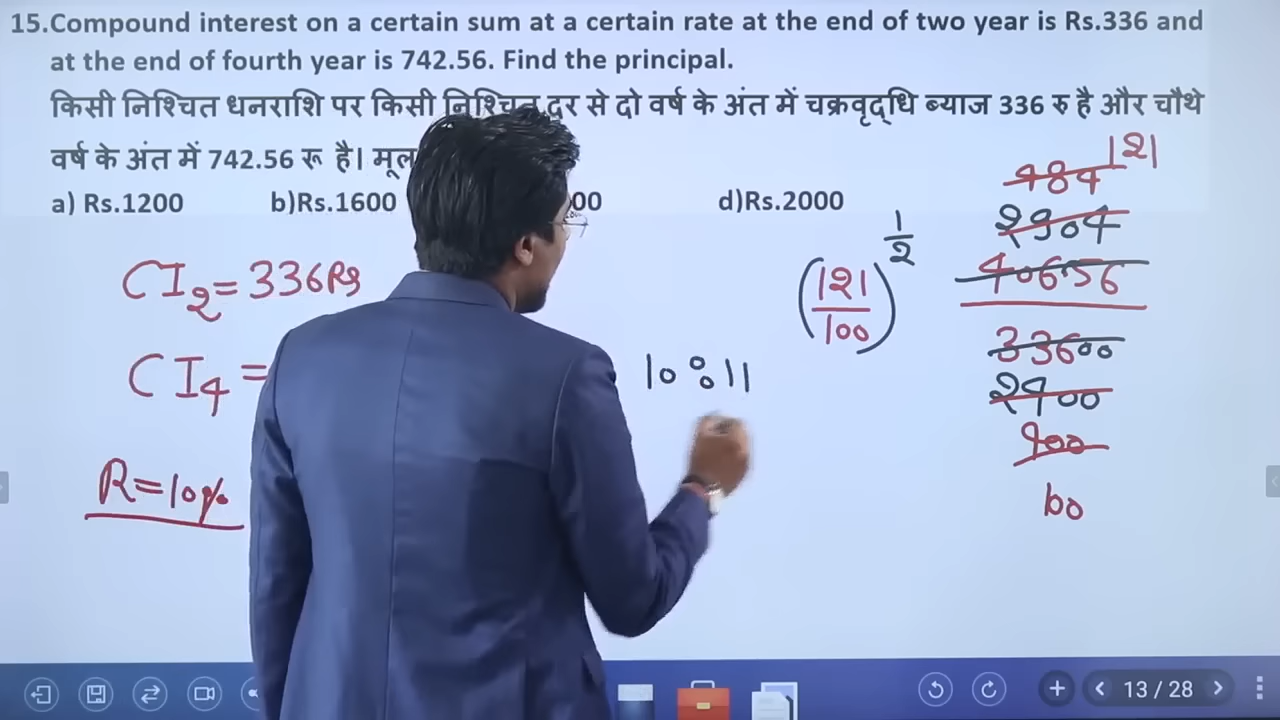 15.Compound interest on a certain sum at a certain rate at the end of two year is Rs.336 and
at the end of fourth year is 742.56. Find the principal.
किसी निश्चित धनराशि पर किसी निश्चित दर से दो वर्ष के अंत में चक्रवृद्धि ब्याज 336 रु है और चौथे
वर्ष के अंत में 742.56 रू है। मूल
a) Rs.1200 b)Rs.1600 00 d)Rs.2000
CI2 = 336Rs
CI4 =
R=10%
10:11
(121/100)^1/2
121
484
2904
40656
33600
2400
400
100
13 / 28